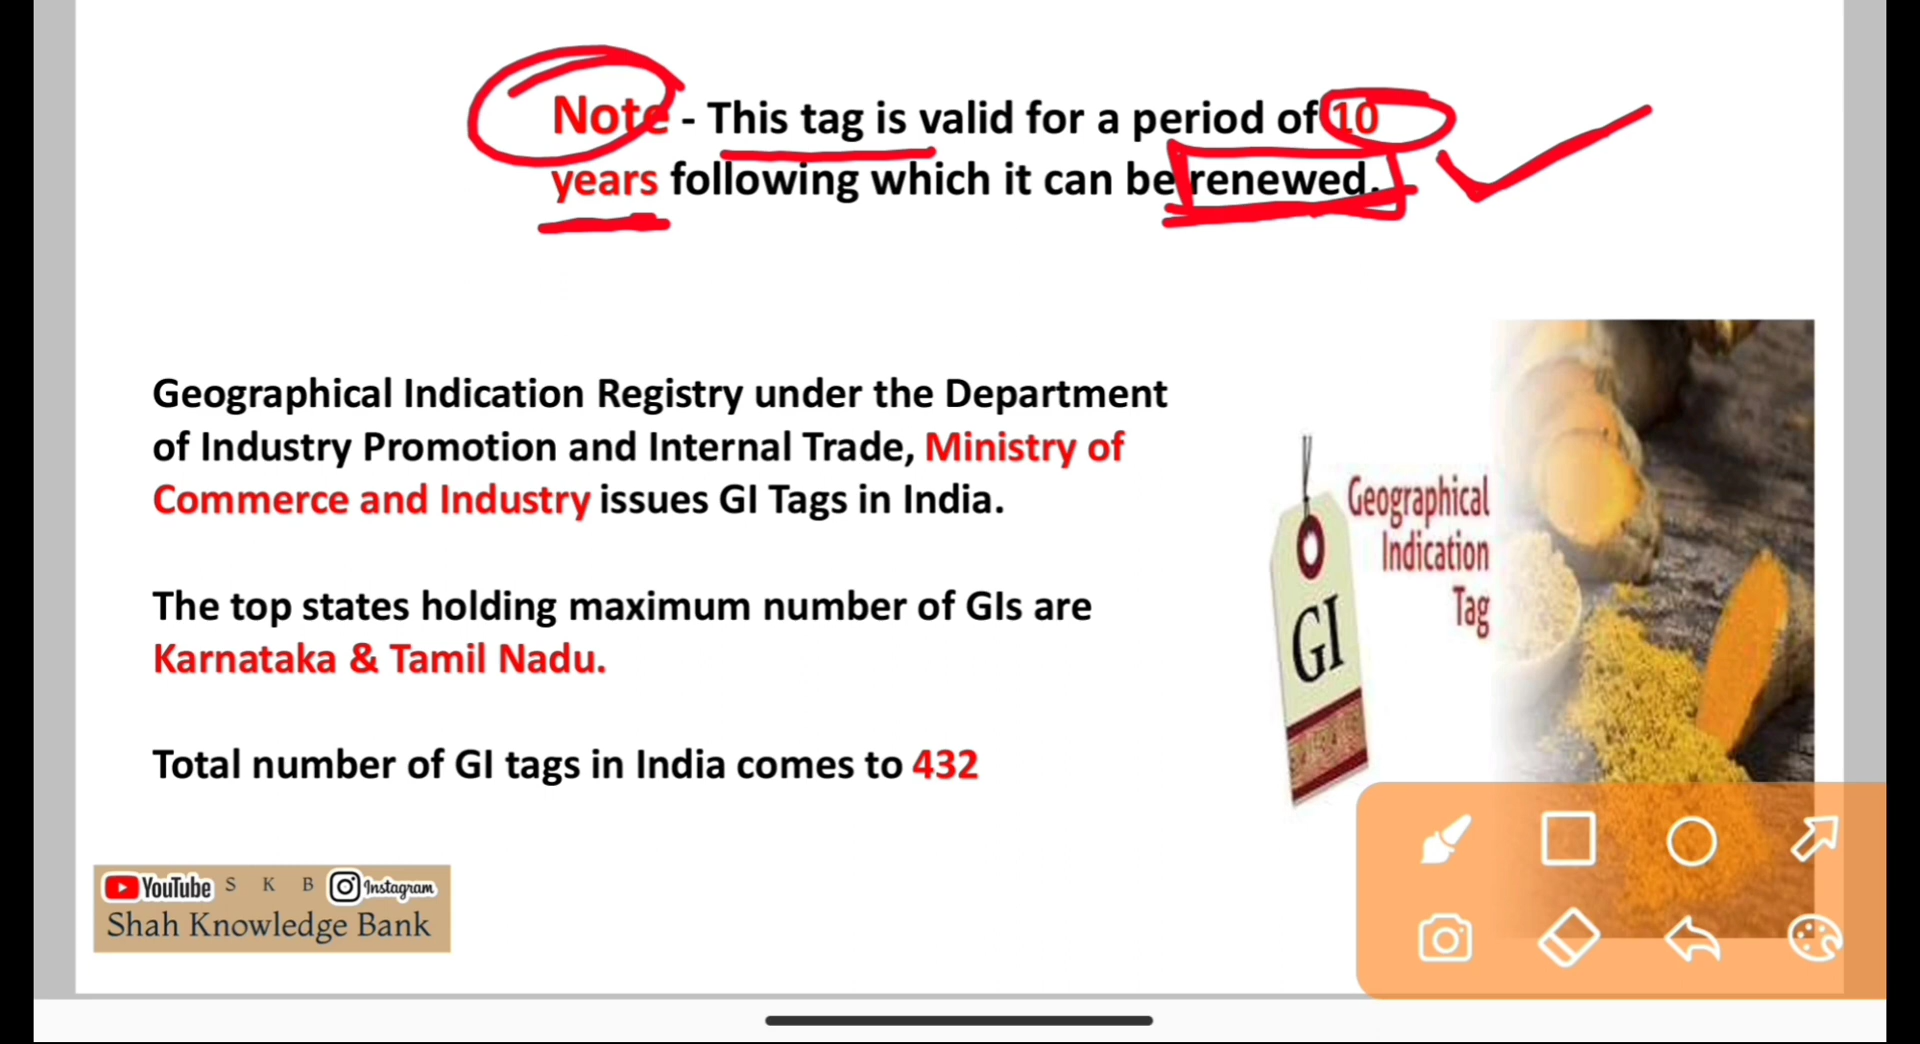 Note - This tag is valid for a period of 10
years following which it can be renewed.
Geographical Indication Registry under the Department
of Industry Promotion and Internal Trade, Ministry of
Commerce and Industry issues GI Tags in India.
The top states holding maximum number of GIs are
Karnataka & Tamil Nadu.
Total number of GI tags in India comes to 432
Geographical
Indication
Tag
GI
YouTube S K B Instagram
Shah Knowledge Bank